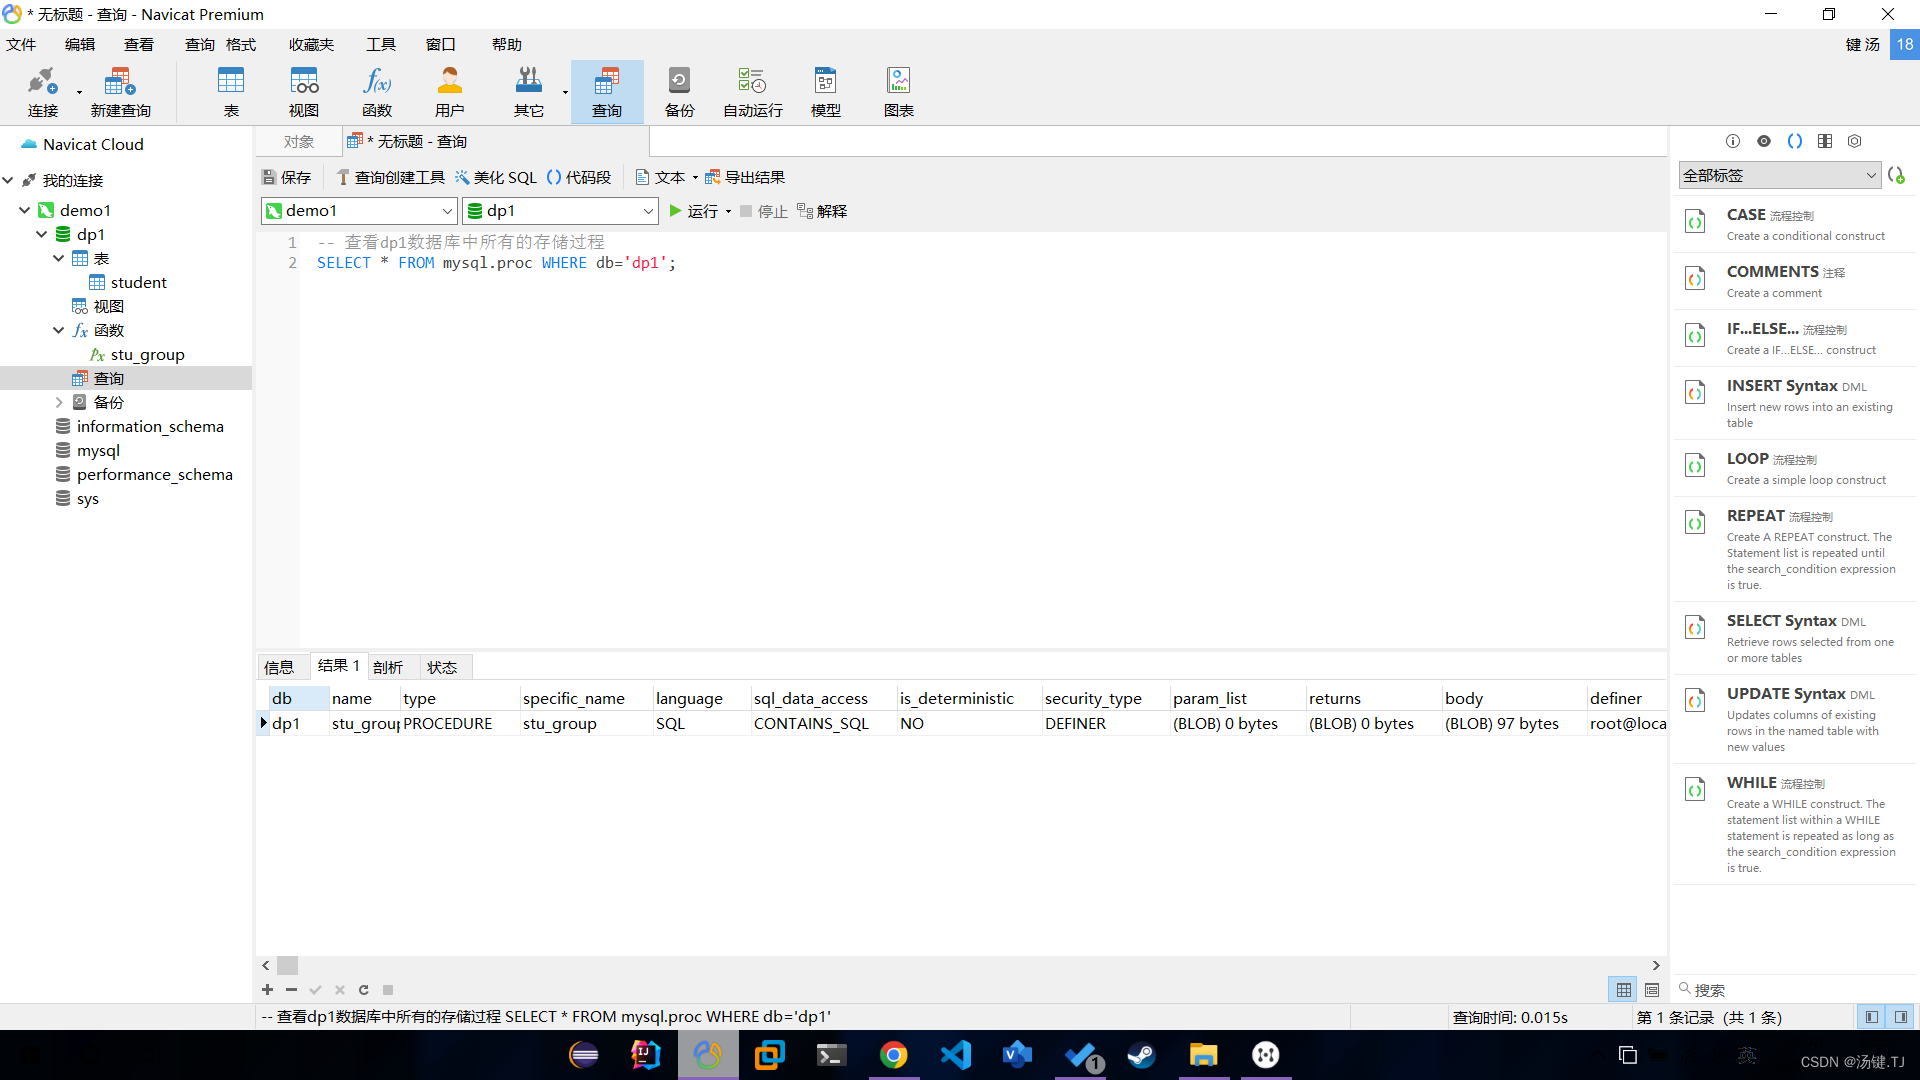 * 无标题 - 查询 - Navicat Premium
文件 编辑 查看 查询 格式 收藏夹 工具 窗口 帮助 键 汤 18
连接 新建查询 表 视图 函数 用户 其它 查询 备份 自动运行 模型 图表
Navicat Cloud
我的连接
demo1
dp1
表
student
视图
函数
stu_group
查询
备份
information_schema
mysql
performance_schema
sys
对象 * 无标题 - 查询
保存 查询创建工具 美化 SQL 代码段 文本 导出结果
demo1 dp1 运行 停止 解释
1 -- 查看dp1数据库中所有的存储过程
2 SELECT * FROM mysql.proc WHERE db='dp1';
信息 结果 1 剖析 状态
db name type specific_name language sql_data_access is_deterministic security_type param_list returns body definer
dp1 stu_group PROCEDURE stu_group SQL CONTAINS_SQL NO DEFINER (BLOB) 0 bytes (BLOB) 0 bytes (BLOB) 97 bytes root@loca
全部标签
CASE 流程控制
Create a conditional construct
COMMENTS 注释
Create a comment
IF...ELSE... 流程控制
Create a IF...ELSE... construct
INSERT Syntax DML
Insert new rows into an existing
table
LOOP 流程控制
Create a simple loop construct
REPEAT 流程控制
Create A REPEAT construct. The
Statement list is repeated until
the search_condition expression
is true.
SELECT Syntax DML
Retrieve rows selected from one
or more tables
UPDATE Syntax DML
Updates columns of existing
rows in the named table with
new values
WHILE 流程控制
Create a WHILE construct. The
statement list within a WHILE
statement is repeated as long as
the search_condition expression
is true.
搜索
-- 查看dp1数据库中所有的存储过程 SELECT * FROM mysql.proc WHERE db='dp1' 查询时间: 0.015s 第 1 条记录 (共 1 条)
1
英
CSDN @汤键.TJ